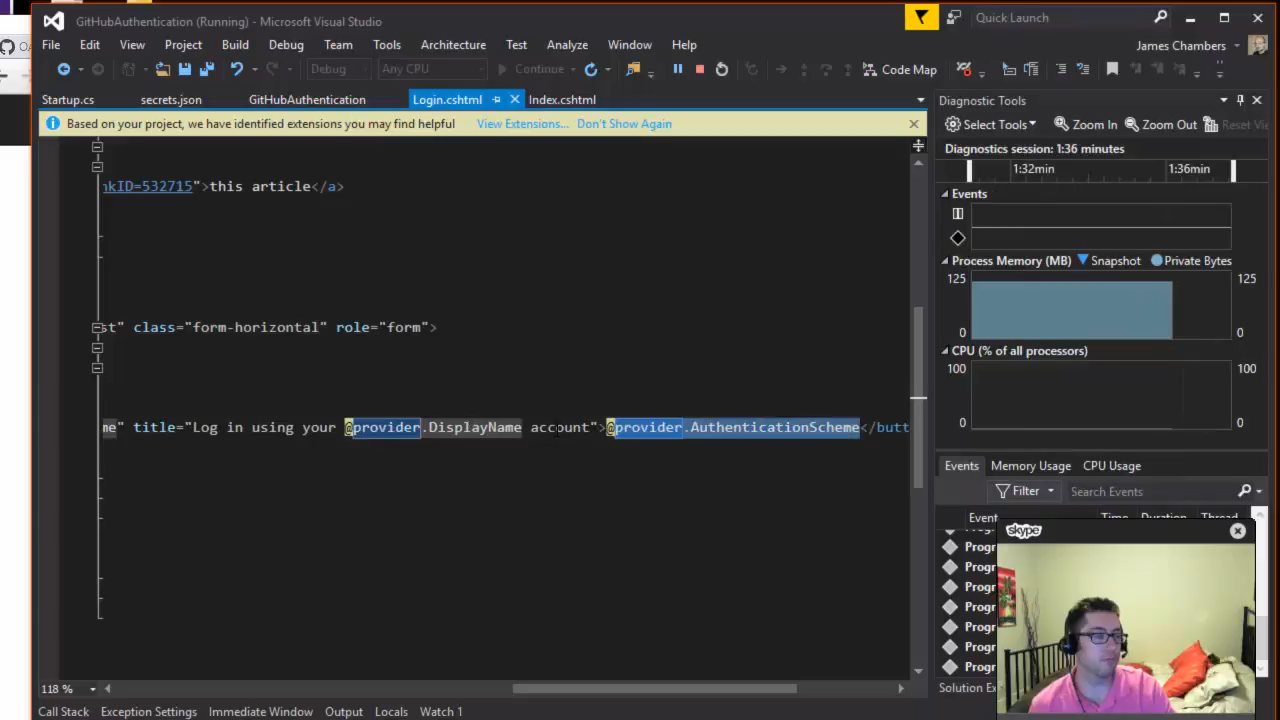 GitHubAuthentication (Running) - Microsoft Visual Studio
Quick Launch
File Edit View Project Build Debug Team Tools Architecture Test Analyze Window Help
James Chambers
Debug Any CPU Continue Code Map
Startup.cs secrets.json GitHubAuthentication Login.cshtml Index.cshtml
Based on your project, we have identified extensions you may find helpful View Extensions... Don't Show Again
nkID=532715">this article</a>
st" class="form-horizontal" role="form">
me" title="Log in using your @provider.DisplayName account">@provider.AuthenticationScheme</butt
118 %
Call Stack Exception Settings Immediate Window Output Locals Watch 1
Diagnostic Tools
Select Tools Zoom In Zoom Out Reset Vi
Diagnostics session: 1:36 minutes
1:32min 1:36min
Events
Process Memory (MB) Snapshot Private Bytes
125 125
0 0
CPU (% of all processors)
100 100
0 0
Events Memory Usage CPU Usage
Filter Search Events
Event Time Duration Thread
Progr
Progr
Progr
Progr
Progr
Progr
Progr
Solution Ex
skype